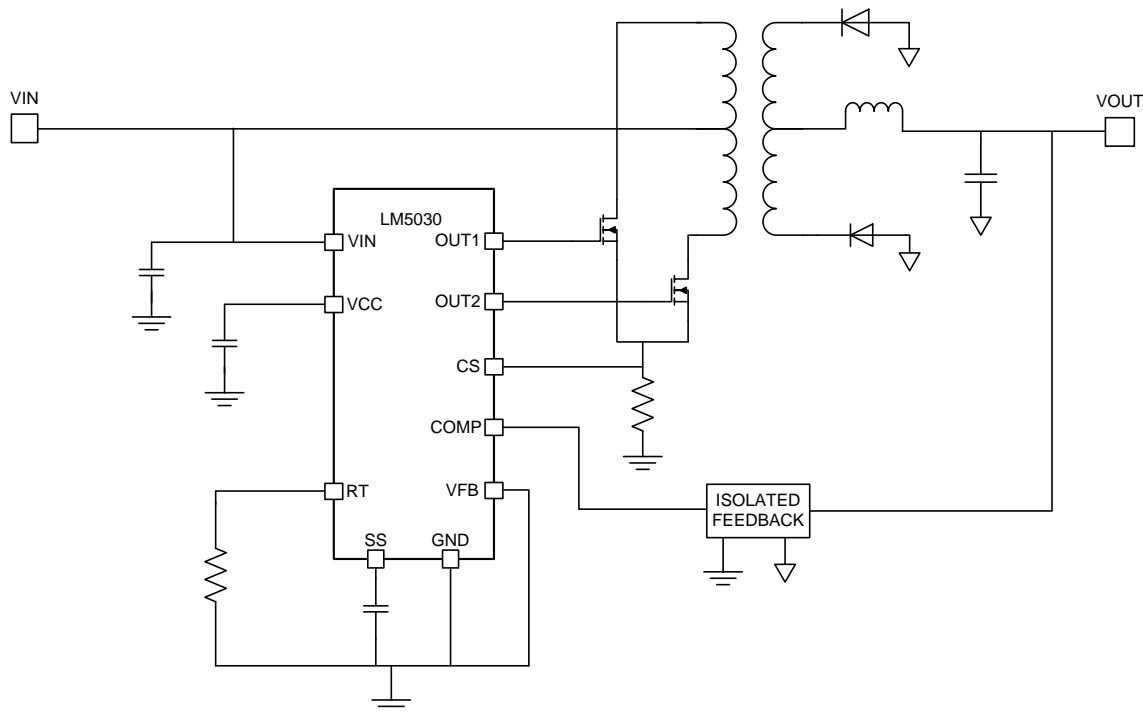 VIN
VOUT
LM5030
VIN
OUT1
VCC
OUT2
CS
COMP
RT
VFB
SS
GND
ISOLATED
FEEDBACK